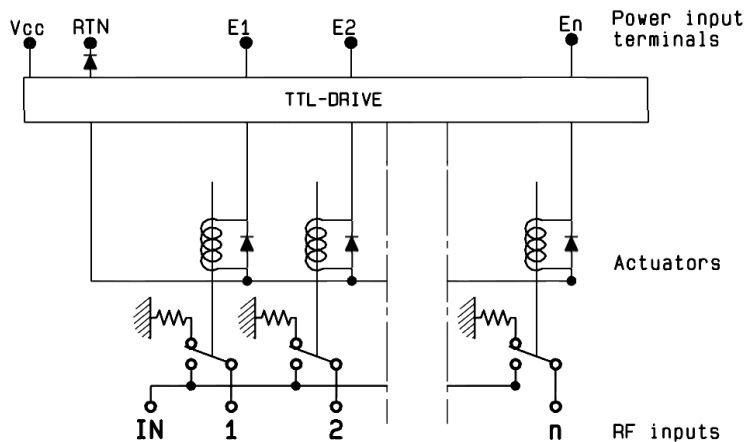 Vcc RTN E1 E2 En Power input
terminals
TTL-DRIVE
Actuators
IN 1 2 n RF inputs